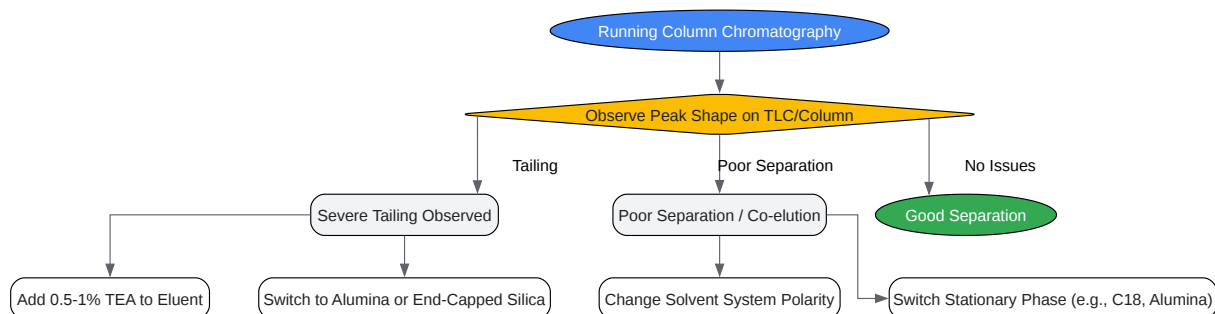 Running Column Chromatography
Observe Peak Shape on TLC/Column
Tailing
Poor Separation
No Issues
Severe Tailing Observed
Poor Separation / Co-elution
Good Separation
Add 0.5-1% TEA to Eluent
Switch to Alumina or End-Capped Silica
Change Solvent System Polarity
Switch Stationary Phase (e.g., C18, Alumina)